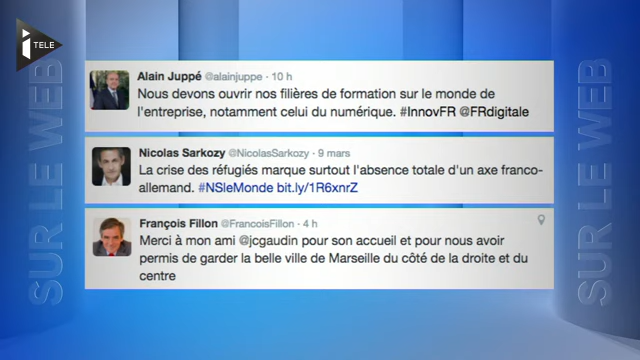 i TELE
SUR LE WEB
Alain Juppé @alainjuppe · 10 h
Nous devons ouvrir nos filières de formation sur le monde de
l'entreprise, notamment celui du numérique. #InnovFR @FRdigitale
Nicolas Sarkozy @NicolasSarkozy · 9 mars
La crise des réfugiés marque surtout l'absence totale d'un axe franco-
allemand. #NSleMonde bit.ly/1R6xnrZ
François Fillon @FrancoisFillon · 4 h
Merci à mon ami @jcgaudin pour son accueil et pour nous avoir
permis de garder la belle ville de Marseille du côté de la droite et du
centre
SUR LE WEB